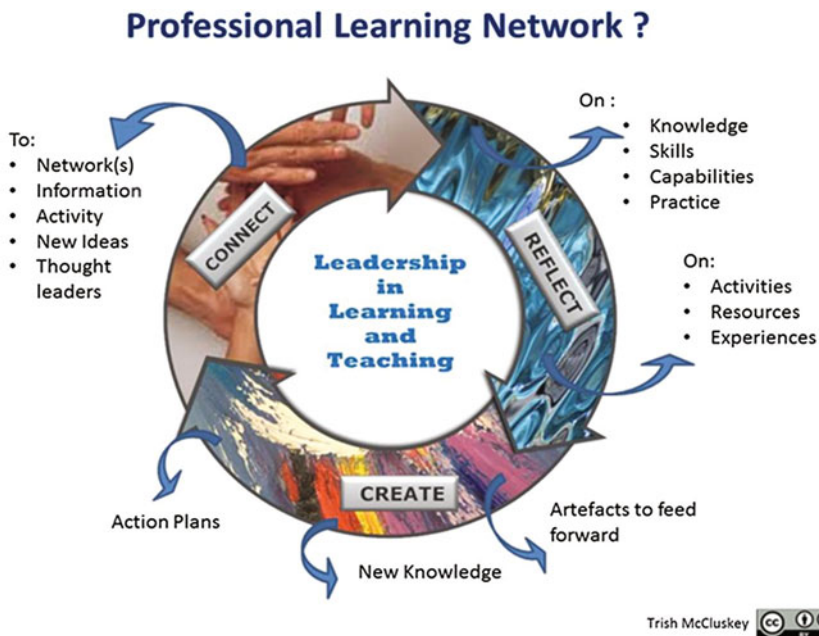 Professional Learning Network ?
To:
• Network(s)
• Information
• Activity
• New Ideas
• Thought
leaders
CONNECT
On :
• Knowledge
• Skills
• Capabilities
• Practice
REFLECT
On:
• Activities
• Resources
• Experiences
Leadership
in
Learning
and
Teaching
CREATE
Action Plans
New Knowledge
Artefacts to feed
forward
Trish McCluskey
cc
BY